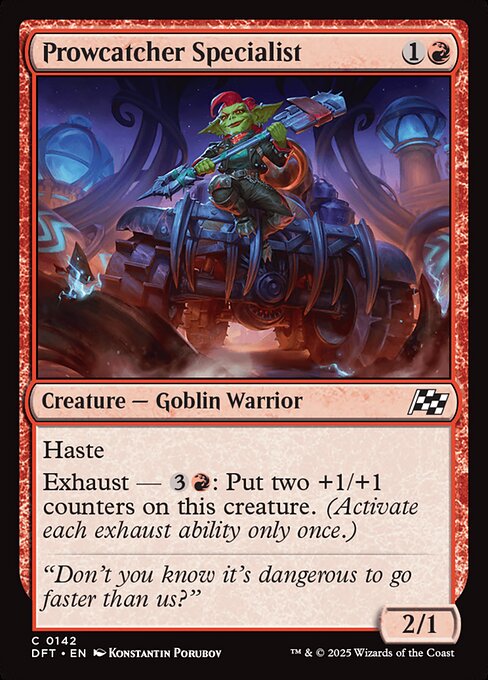 Prowcatcher Specialist 1
Creature — Goblin Warrior
Haste
Exhaust — 3: Put two +1/+1
counters on this creature. (Activate
each exhaust ability only once.)
“Don’t you know it’s dangerous to go
faster than us?”
2/1
C 0142
DFT • EN Konstantin Porubov
™ & © 2025 Wizards of the Coast